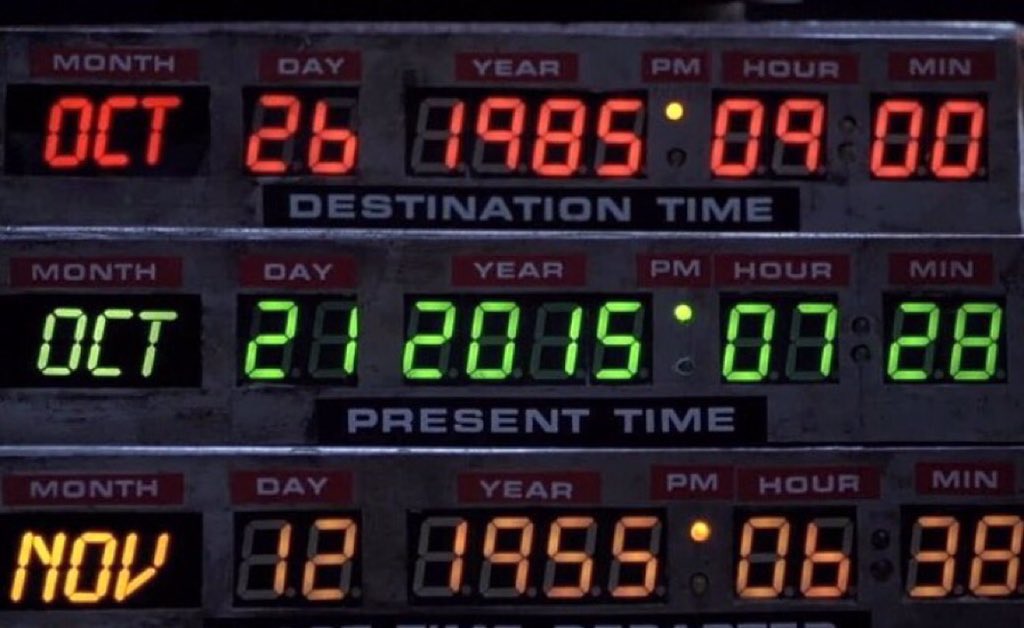 MONTH DAY YEAR PM HOUR MIN
OCT 26 1985 09 00
DESTINATION TIME
MONTH DAY YEAR PM HOUR MIN
OCT 21 2015 07 28
PRESENT TIME
MONTH DAY YEAR PM HOUR MIN
NOV 12 1955 06 38